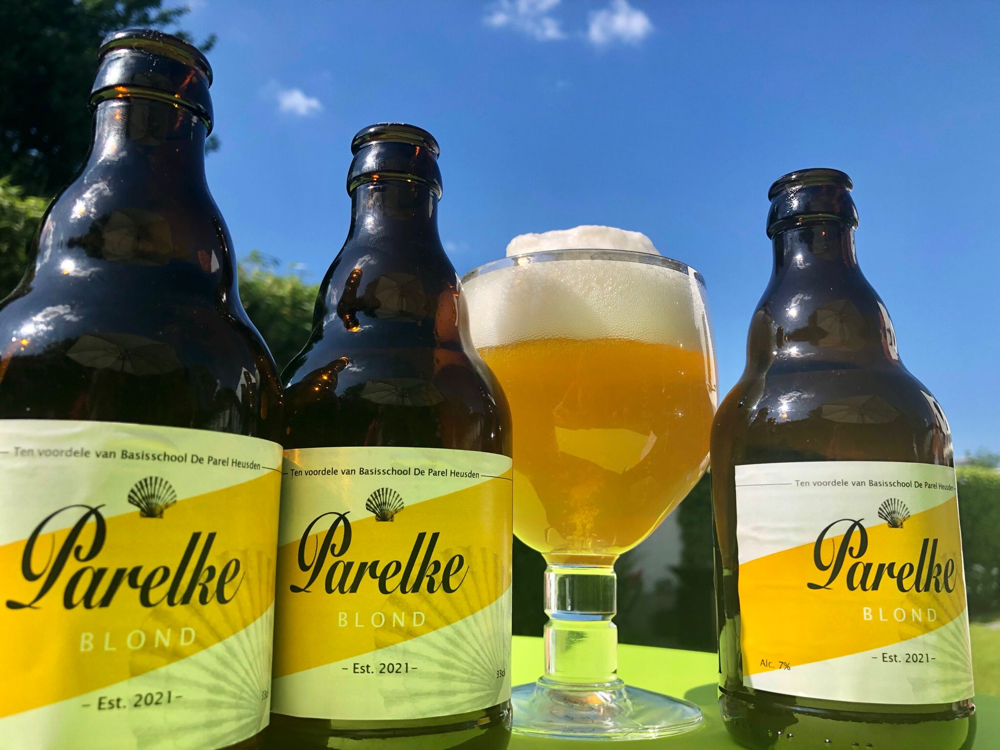 Ten voordele van Basisschool De Parel Heusden
Parelke
BLOND
- Est. 2021-
Ten voordele van Basisschool De Parel Heusden
Parelke
BLOND
- Est. 2021-
33cl
Ten voordele van Basisschool De Parel Heusden
Parelke
BLOND
- Est. 2021-
Alc. 7%